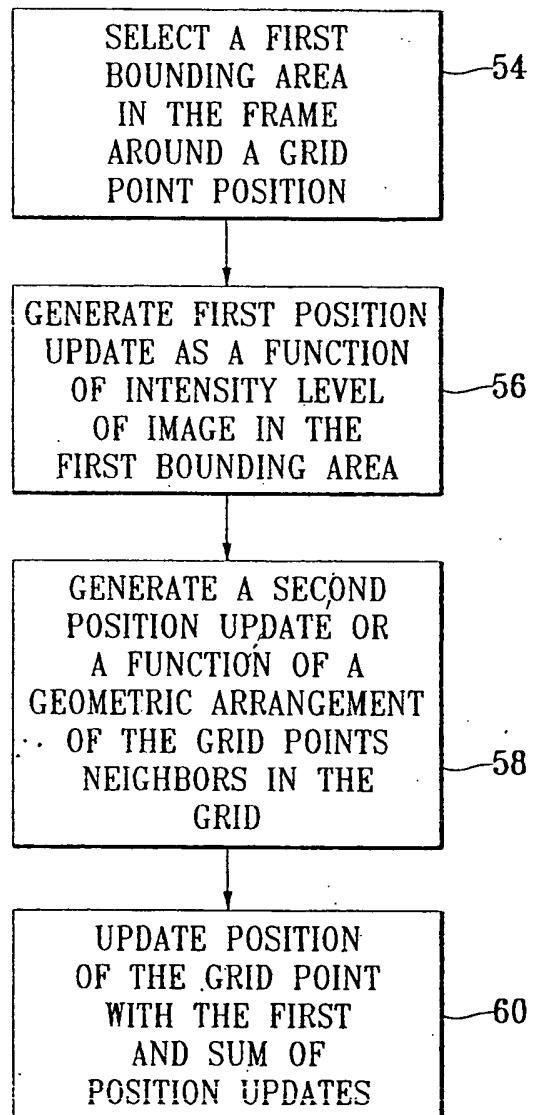 SELECT A FIRST
BOUNDING AREA
IN THE FRAME
AROUND A GRID
POINT POSITION
54
GENERATE FIRST POSITION
UPDATE AS A FUNCTION
OF INTENSITY LEVEL
OF IMAGE IN THE
FIRST BOUNDING AREA
56
GENERATE A SECOND
POSITION UPDATE OR
A FUNCTION OF A
GEOMETRIC ARRANGEMENT
OF THE GRID POINTS
NEIGHBORS IN THE
GRID
58
UPDATE POSITION
OF THE GRID POINT
WITH THE FIRST
AND SUM OF
POSITION UPDATES
60